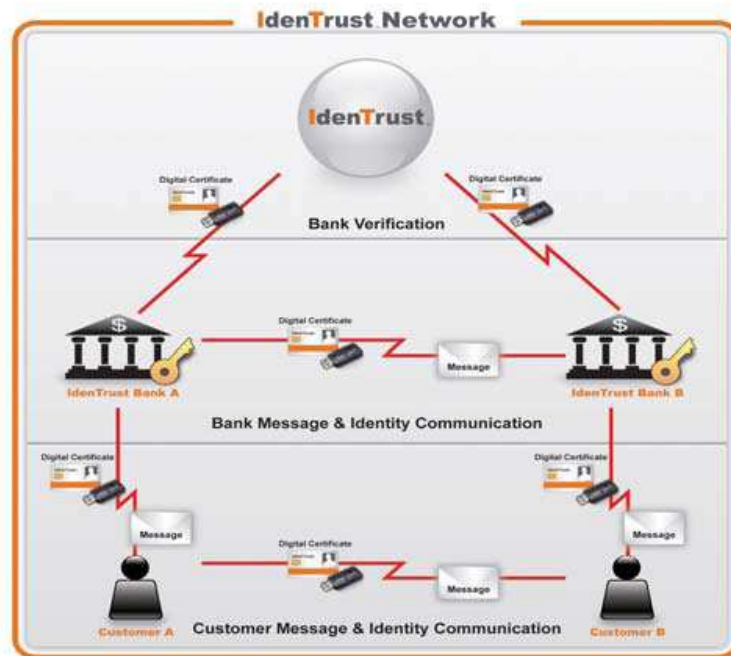 IdenTrust Network
IdenTrust
Digital Certificate
Digital Certificate
Bank Verification
$
$
Digital Certificate
Message
IdenTrust Bank A
IdenTrust Bank B
Bank Message & Identity Communication
Digital Certificate
Digital Certificate
Message
Message
Digital Certificate
Message
Customer A
Customer B
Customer Message & Identity Communication